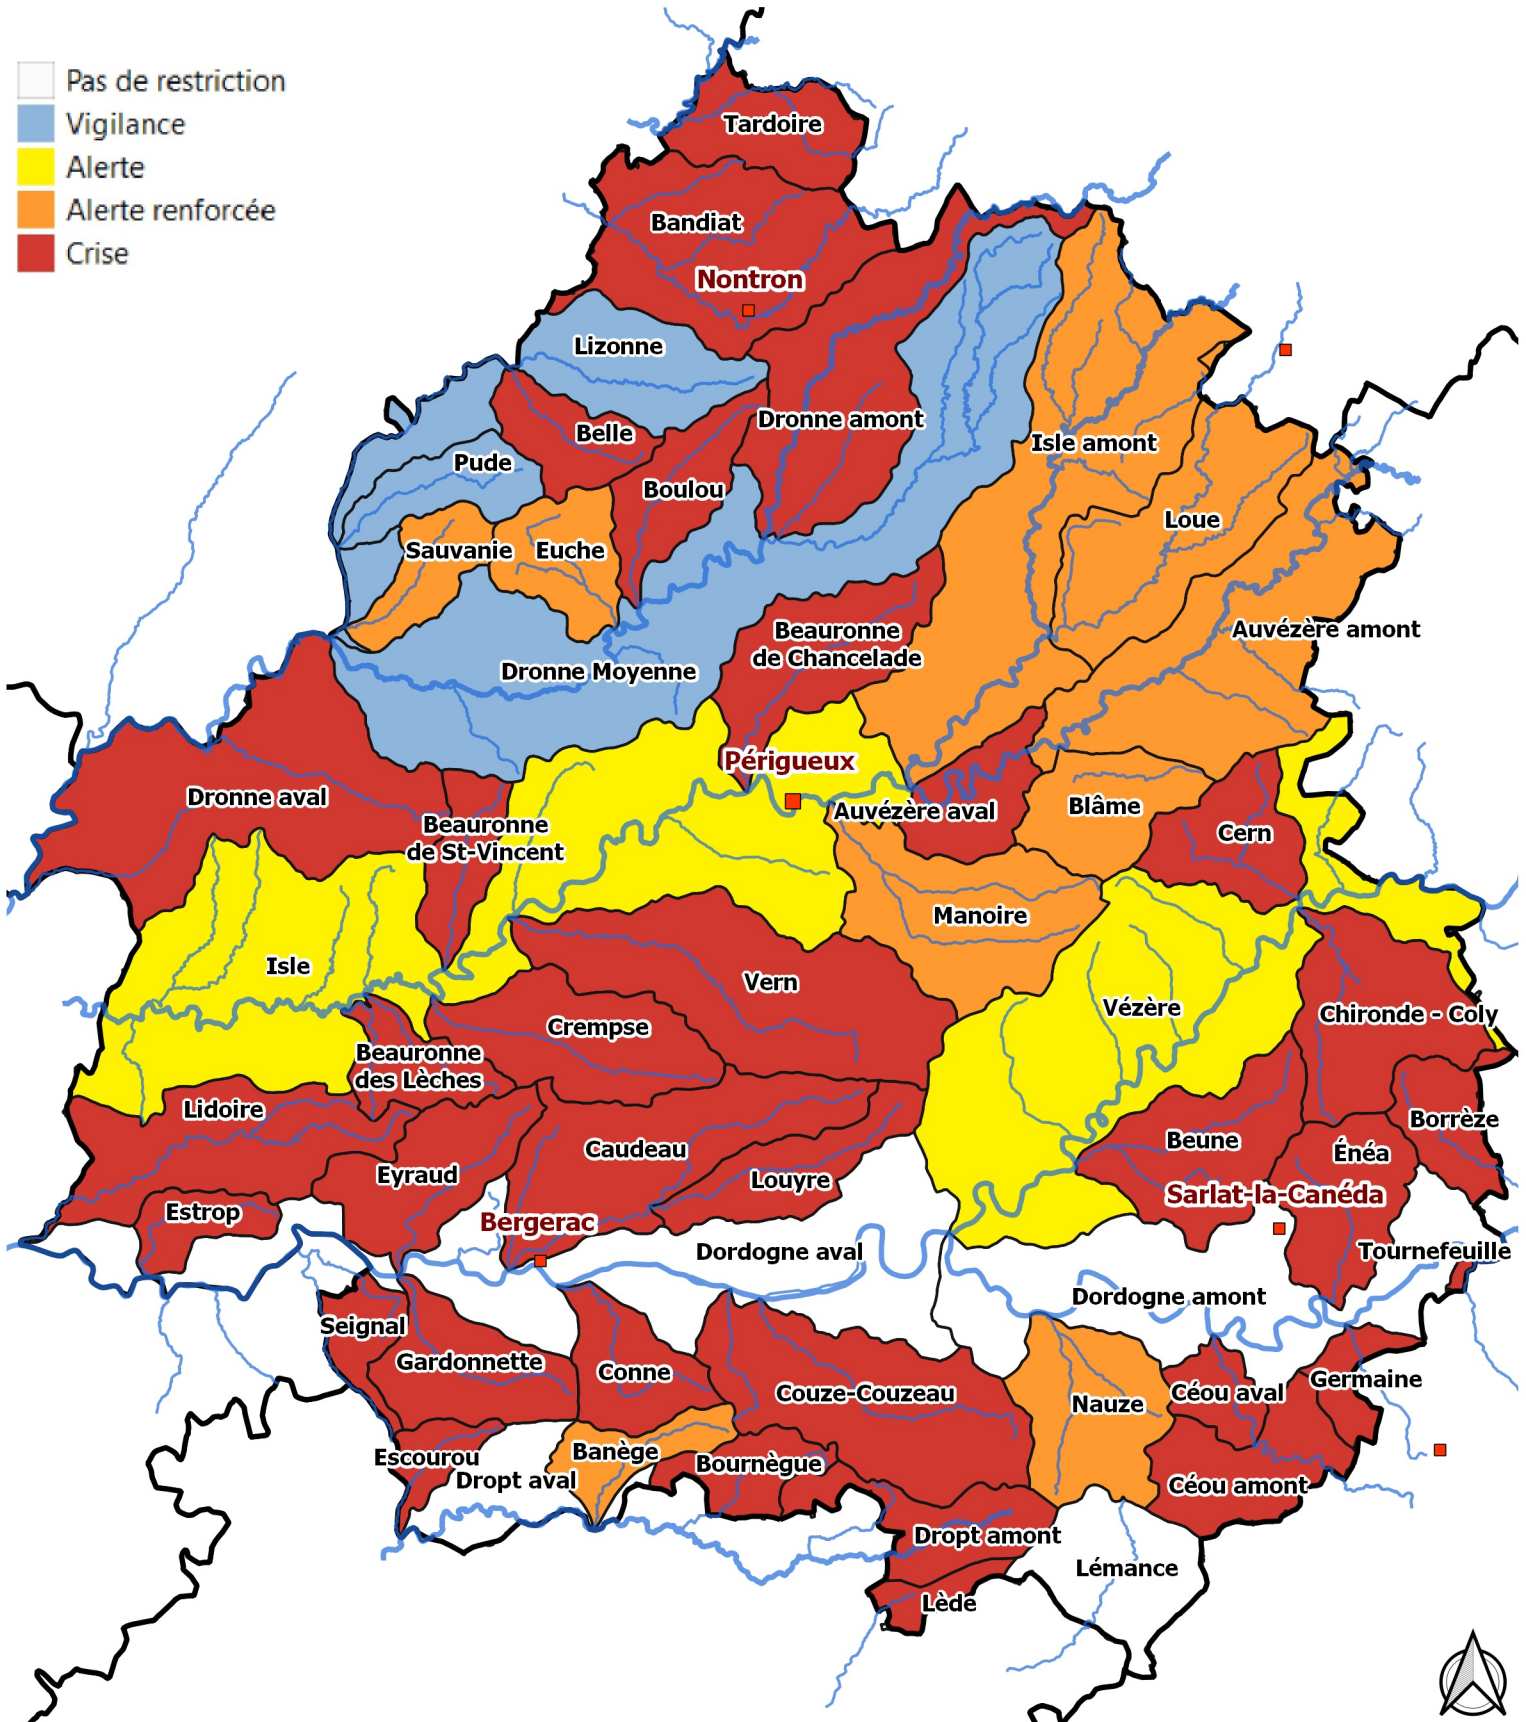 Pas de restriction
Vigilance
Alerte
Alerte renforcée
Crise
Tardoire
Bandiat
Nontron
Lizonne
Dronne amont
Belle
Isle amont
Pude
Boulou
Loue
Sauvanie
Euche
Auvézère amont
Beauronne
de Chancelade
Dronne Moyenne
Périgueux
Dronne aval
Blâme
Auvézère aval
Beauronne
de St-Vincent
Cern
Manoire
Isle
Vern
Vézère
Chironde - Coly
Crempse
Beauronne
des Lèches
Lidoire
Borrèze
Beune
Caudeau
Énéa
Eyraud
Louyre
Sarlat-la-Canéda
Estrop
Bergerac
Dordogne aval
Tournefeuille
Dordogne amont
Seignal
Gardonnette
Conne
Germaine
Couze-Couzeau
Céou aval
Nauze
Banège
Escourou
Bournègue
Dropt aval
Céou amont
Dropt amont
Lémance
Lède